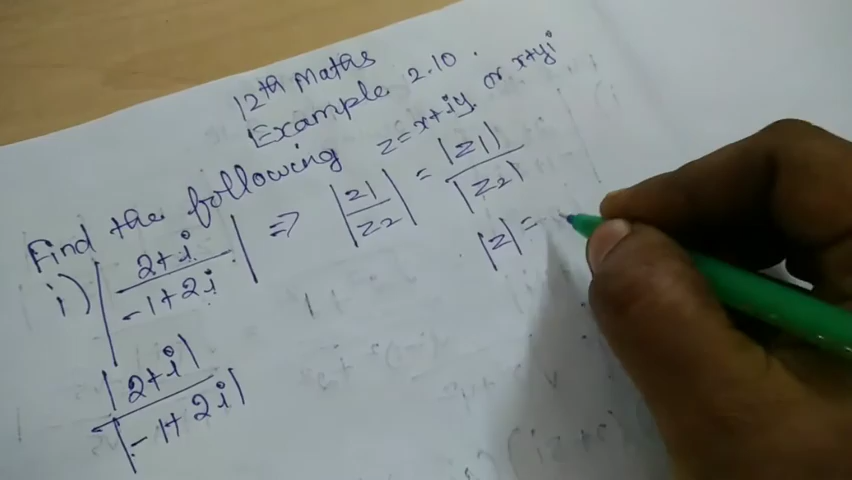 12th Maths
Example 2.10.
Find the following z=x+iy or x+yi
i) |2+i / -1+2i| => |z1 / z2| = |z1| / |z2|
|z| =
|2+i| / |-1+2i|